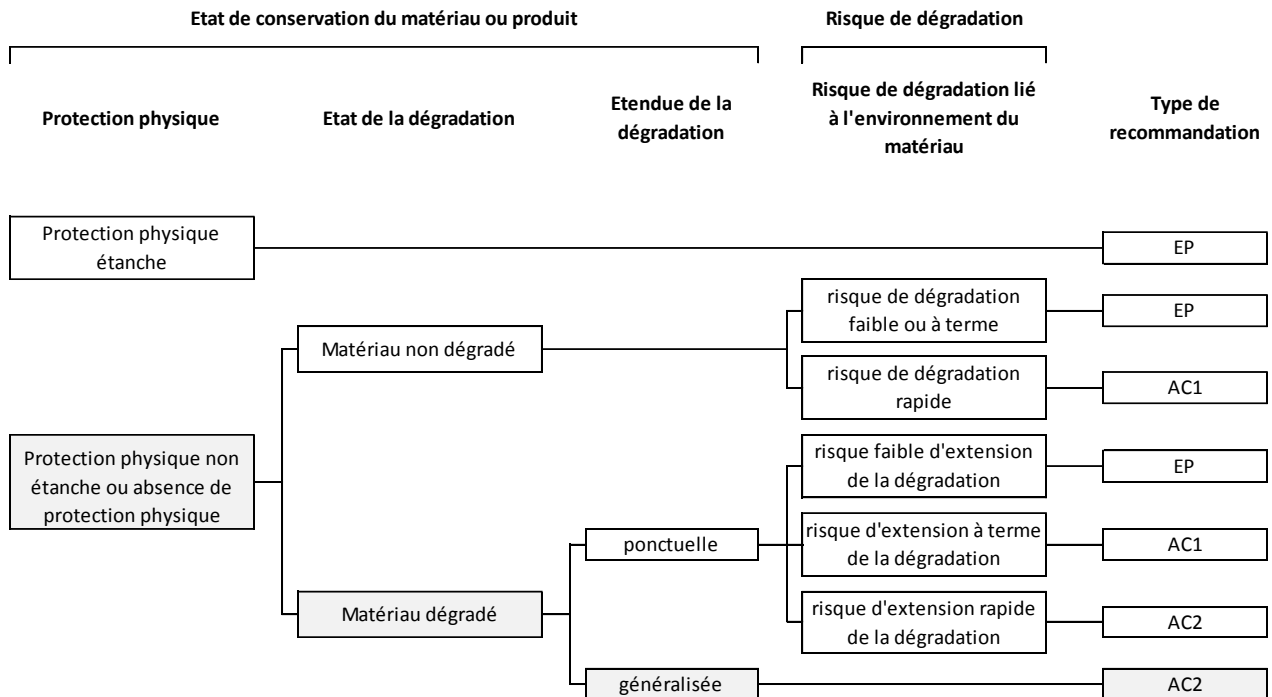 Etat de conservation du matériau ou produit
Risque de dégradation
Protection physique
Etat de la dégradation
Etendue de la
dégradation
Risque de dégradation lié
à l'environnement du
matériau
Type de
recommandation
Protection physique
étanche
EP
risque de dégradation
faible ou à terme
EP
Matériau non dégradé
risque de dégradation
rapide
AC1
Protection physique non
étanche ou absence de
protection physique
risque faible d'extension
de la dégradation
EP
ponctuelle
risque d'extension à terme
de la dégradation
AC1
Matériau dégradé
risque d'extension rapide
de la dégradation
AC2
généralisée
AC2